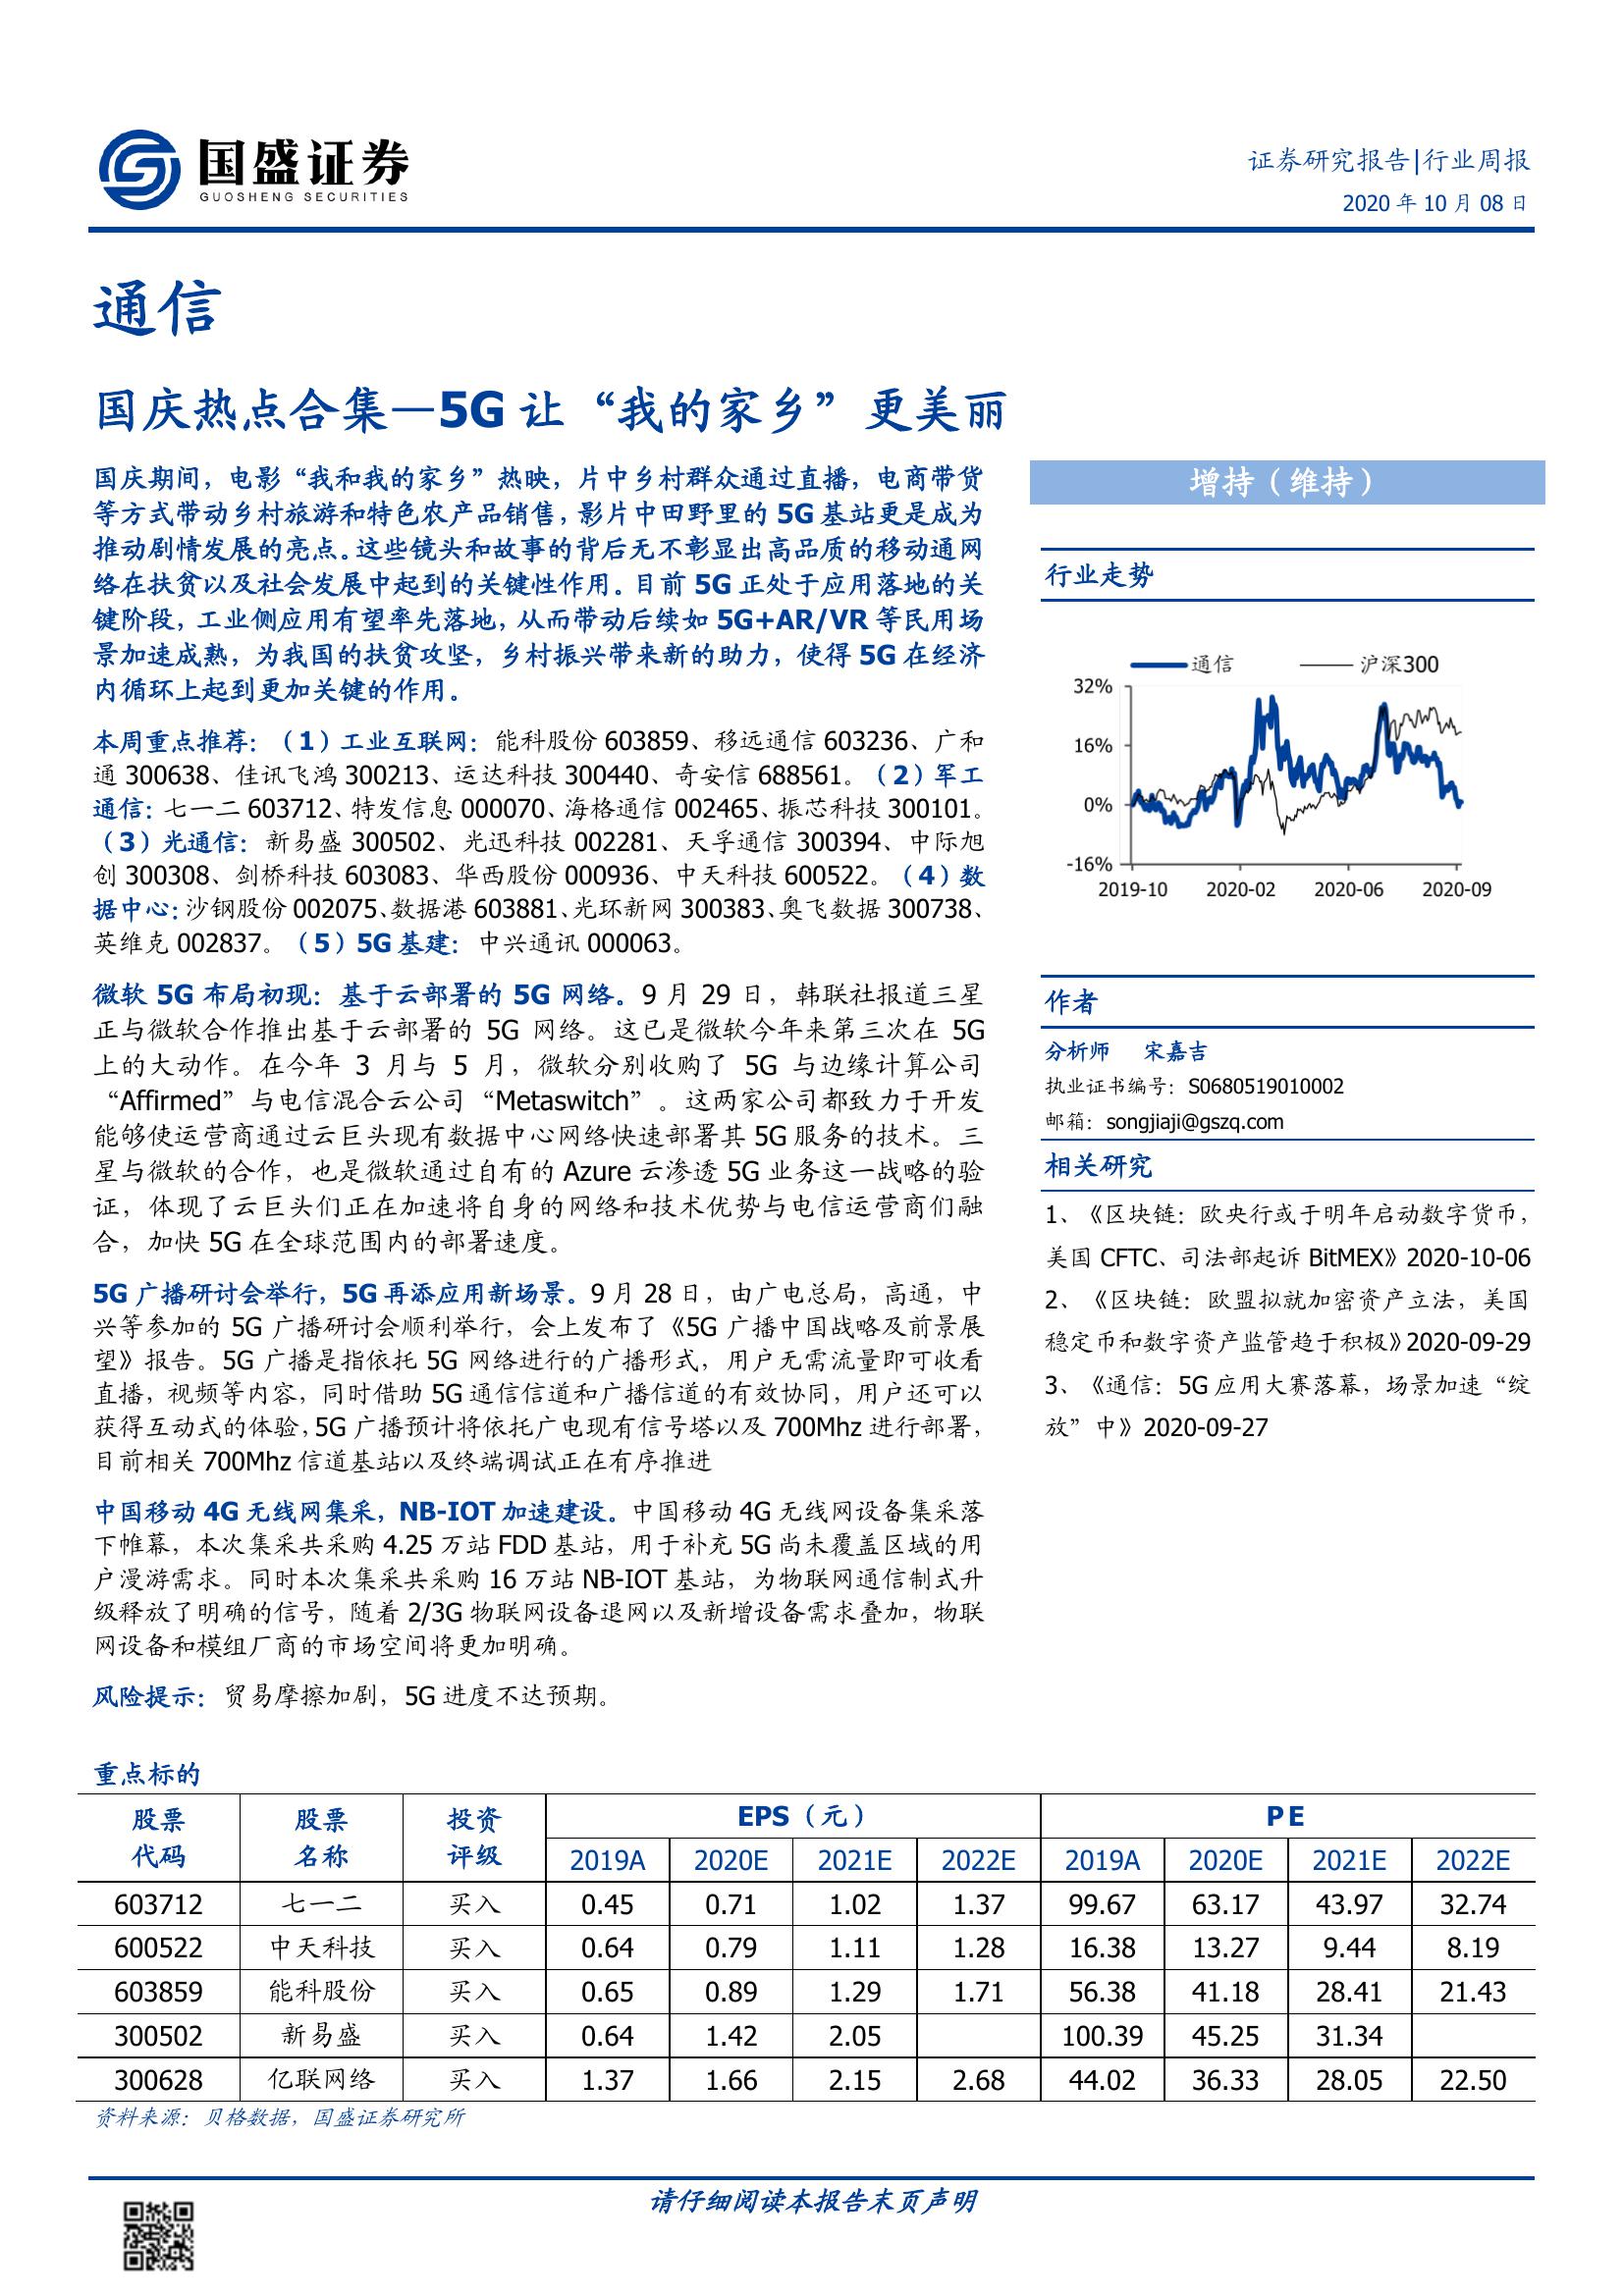 国盛证券
GUOSHENG SECURITIES
证券研究报告|行业周报
2020 年 10 月 08 日
通信
国庆热点合集—5G 让“我的家乡”更美丽
国庆期间，电影“我和我的家乡”热映，片中乡村群众通过直播，电商带货
等方式带动乡村旅游和特色农产品销售，影片中田野里的 5G 基站更是成为
推动剧情发展的亮点。这些镜头和故事的背后无不彰显出高品质的移动通网
络在扶贫以及社会发展中起到的关键性作用。目前 5G 正处于应用落地的关
键阶段，工业侧应用有望率先落地，从而带动后续如 5G+AR/VR 等民用场
景加速成熟，为我国的扶贫攻坚，乡村振兴带来新的助力，使得 5G 在经济
内循环上起到更加关键的作用。
本周重点推荐：（1）工业互联网：能科股份 603859、移远通信 603236、广和
通 300638、佳讯飞鸿 300213、运达科技 300440、奇安信 688561。（2）军工
通信：七一二 603712、特发信息 000070、海格通信 002465、振芯科技 300101。
（3）光通信：新易盛 300502、光迅科技 002281、天孚通信 300394、中际旭
创 300308、剑桥科技 603083、华西股份 000936、中天科技 600522。（4）数
据中心：沙钢股份 002075、数据港 603881、光环新网 300383、奥飞数据 300738、
英维克 002837。（5）5G 基建：中兴通讯 000063。
微软 5G 布局初现：基于云部署的 5G 网络。9 月 29 日，韩联社报道三星
正与微软合作推出基于云部署的 5G 网络。这已是微软今年来第三次在 5G
上的大动作。在今年 3 月与 5 月，微软分别收购了 5G 与边缘计算公司
“Affirmed”与电信混合云公司“Metaswitch”。这两家公司都致力于开发
能够使运营商通过云巨头现有数据中心网络快速部署其 5G 服务的技术。三
星与微软的合作，也是微软通过自有的 Azure 云渗透 5G 业务这一战略的验
证，体现了云巨头们正在加速将自身的网络和技术优势与电信运营商们融
合，加快 5G 在全球范围内的部署速度。
5G 广播研讨会举行，5G 再添应用新场景。9 月 28 日，由广电总局，高通，中
兴等参加的 5G 广播研讨会顺利举行，会上发布了《5G 广播中国战略及前景展
望》报告。5G 广播是指依托 5G 网络进行的广播形式，用户无需流量即可收看
直播，视频等内容，同时借助 5G 通信信道和广播信道的有效协同，用户还可以
获得互动式的体验，5G 广播预计将依托广电现有信号塔以及 700Mhz 进行部署，
目前相关 700Mhz 信道基站以及终端调试正在有序推进
中国移动 4G 无线网集采，NB-IOT 加速建设。中国移动 4G 无线网设备集采落
下帷幕，本次集采共采购 4.25 万站 FDD 基站，用于补充 5G 尚未覆盖区域的用
户漫游需求。同时本次集采共采购 16 万站 NB-IOT 基站，为物联网通信制式升
级释放了明确的信号，随着 2/3G 物联网设备退网以及新增设备需求叠加，物联
网设备和模组厂商的市场空间将更加明确。
风险提示：贸易摩擦加剧，5G 进度不达预期。
增持（维持）
行业走势
通信 沪深300
32%
16%
0%
-16%
2019-10 2020-02 2020-06 2020-09
作者
分析师 宋嘉吉
执业证书编号：S0680519010002
邮箱：songjiaji@gszq.com
相关研究
1、《区块链：欧央行或于明年启动数字货币，
美国 CFTC、司法部起诉 BitMEX》2020-10-06
2、《区块链：欧盟拟就加密资产立法，美国
稳定币和数字资产监管趋于积极》2020-09-29
3、《通信：5G 应用大赛落幕，场景加速“绽
放”中》2020-09-27
重点标的
股票 股票 投资 EPS（元） P E
代码 名称 评级 2019A 2020E 2021E 2022E 2019A 2020E 2021E 2022E
603712 七一二 买入 0.45 0.71 1.02 1.37 99.67 63.17 43.97 32.74
600522 中天科技 买入 0.64 0.79 1.11 1.28 16.38 13.27 9.44 8.19
603859 能科股份 买入 0.65 0.89 1.29 1.71 56.38 41.18 28.41 21.43
300502 新易盛 买入 0.64 1.42 2.05 100.39 45.25 31.34
300628 亿联网络 买入 1.37 1.66 2.15 2.68 44.02 36.33 28.05 22.50
资料来源：贝格数据，国盛证券研究所
请仔细阅读本报告末页声明